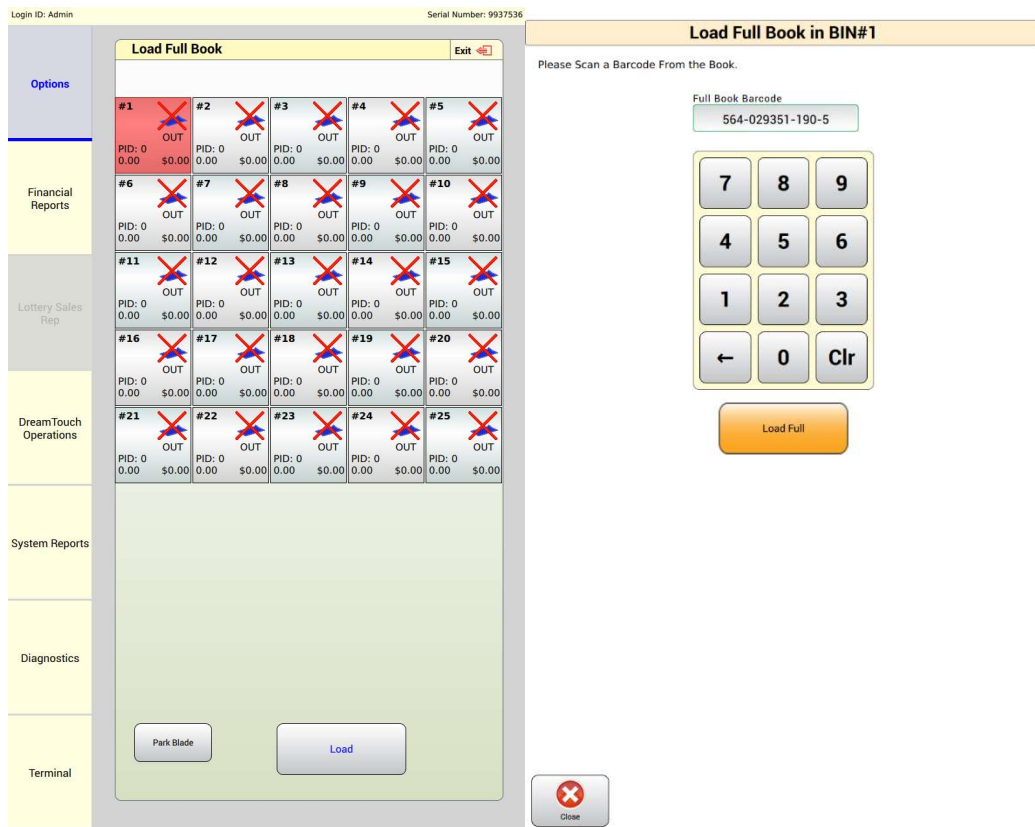 Login ID: Admin
Serial Number: 9937536
Options
Financial
Reports
Lottery Sales
Rep
DreamTouch
Operations
System Reports
Diagnostics
Terminal
Load Full Book
Exit
#1
OUT
PID: 0
0.00 $0.00
#2
OUT
PID: 0
0.00 $0.00
#3
OUT
PID: 0
0.00 $0.00
#4
OUT
PID: 0
0.00 $0.00
#5
OUT
PID: 0
0.00 $0.00
#6
OUT
PID: 0
0.00 $0.00
#7
OUT
PID: 0
0.00 $0.00
#8
OUT
PID: 0
0.00 $0.00
#9
OUT
PID: 0
0.00 $0.00
#10
OUT
PID: 0
0.00 $0.00
#11
OUT
PID: 0
0.00 $0.00
#12
OUT
PID: 0
0.00 $0.00
#13
OUT
PID: 0
0.00 $0.00
#14
OUT
PID: 0
0.00 $0.00
#15
OUT
PID: 0
0.00 $0.00
#16
OUT
PID: 0
0.00 $0.00
#17
OUT
PID: 0
0.00 $0.00
#18
OUT
PID: 0
0.00 $0.00
#19
OUT
PID: 0
0.00 $0.00
#20
OUT
PID: 0
0.00 $0.00
#21
OUT
PID: 0
0.00 $0.00
#22
OUT
PID: 0
0.00 $0.00
#23
OUT
PID: 0
0.00 $0.00
#24
OUT
PID: 0
0.00 $0.00
#25
OUT
PID: 0
0.00 $0.00
Park Blade
Load
Load Full Book in BIN#1
Please Scan a Barcode From the Book.
Full Book Barcode
564-029351-190-5
7 8 9
4 5 6
1 2 3
← 0 Clr
Load Full
Close